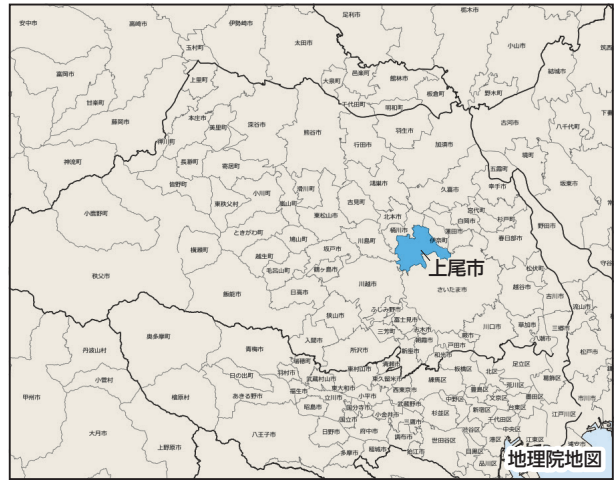 安中市
高崎市
伊勢崎市
足利市
栃木市
玉村町
太田市
小山市
富岡市
上里町
大泉町
邑楽町
館林市
板倉町
野木町
結城市
甘楽町
藤岡市
本庄市
美里町
深谷市
熊谷市
千代田町
明和町
羽生市
古河市
八千代町
神川町
行田市
加須市
神流町
長瀞町
寄居町
五霞町
境町
坂東市
皆野町
小川町
滑川町
鴻巣市
久喜市
幸手市
小鹿野町
東秩父村
嵐山町
吉見町
東松山市
北本市
宮代町
白岡市
杉戸町
ときがわ町
鳩山町
川島町
桶川市
伊奈町
蓮田市
春日部市
野田市
横瀬町
越生町
坂戸市
上尾市
松伏町
毛呂山町
鶴ヶ島市
さいたま市
越谷市
秩父市
飯能市
日高市
川越市
吉川市
狭山市
ふじみ野市
富士見市
川口市
草加市
流山市
三芳町
志木市
蕨市
三郷市
奥多摩町
青梅市
入間市
所沢市
朝霞市
新座市
和光市
戸田市
八潮市
松戸市
丹波山村
瑞穂町
清瀬市
板橋区
北区
足立区
小菅村
日の出町
羽村市
武蔵村山市
東村山市
東久留米市
練馬区
葛飾区
甲州市
檜原村
あきる野市
福生市
東大和市
立川市
小平市
西東京市
中野区
豊島区
荒川区
文京区
台東区
墨田区
市川市
昭島市
国分寺市
小金井市
武蔵野市
杉並区
新宿区
千代田区
江戸川区
大月市
八王子市
日野市
国立市
府中市
三鷹市
調布市
世田谷区
渋谷区
中央区
港区
江東区
上野原市
多摩市
稲城市
狛江市
目黒区
品川区
地理院地図